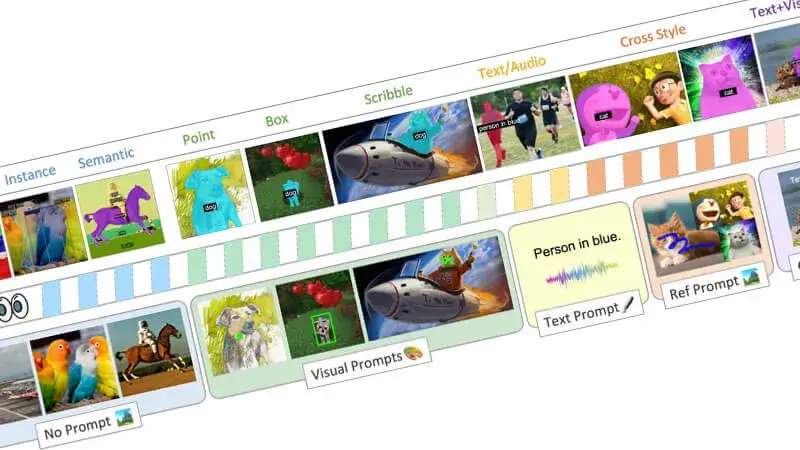 Instance
Semantic
Point
Box
Scribble
Text/Audio
Cross Style
Text+Vis
dog
dog
dog
person in blue
cat
cat
Person in blue.
No Prompt
Visual Prompts
Text Prompt
Ref Prompt